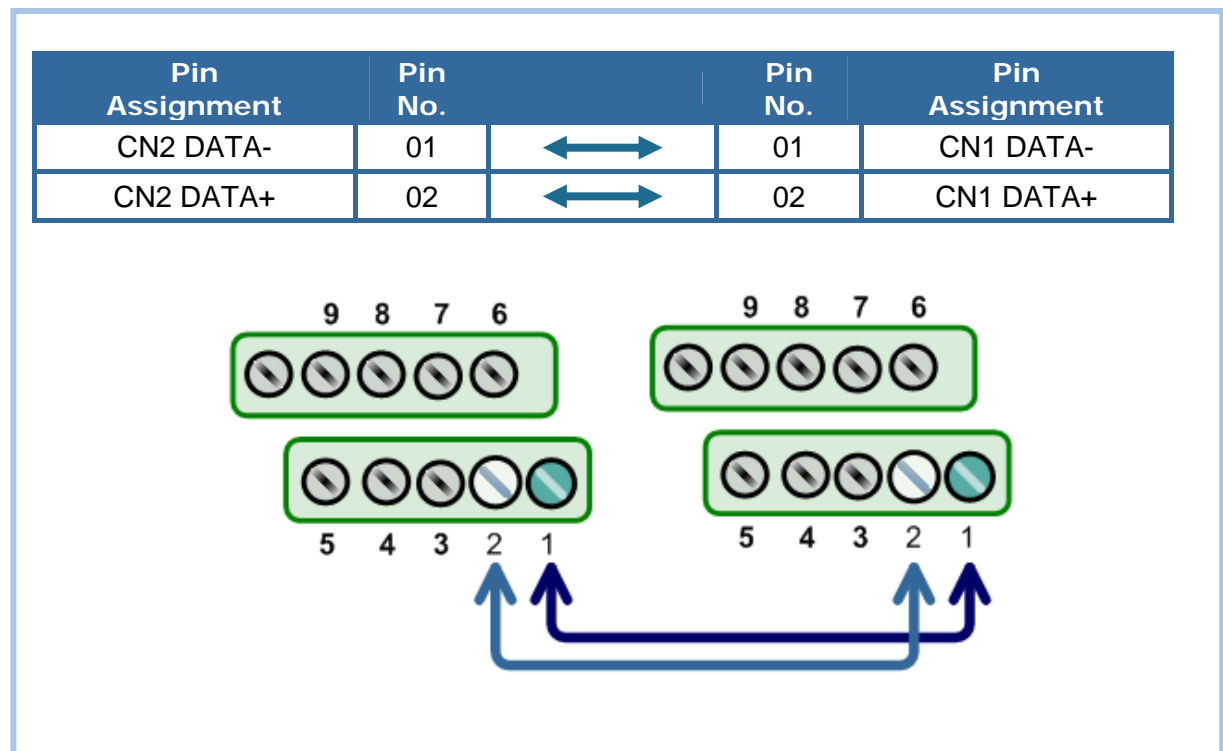 Pin Assignment Pin No. Pin No. Pin Assignment
CN2 DATA- 01 01 CN1 DATA-
CN2 DATA+ 02 02 CN1 DATA+
9 8 7 6 9 8 7 6
5 4 3 2 1 5 4 3 2 1